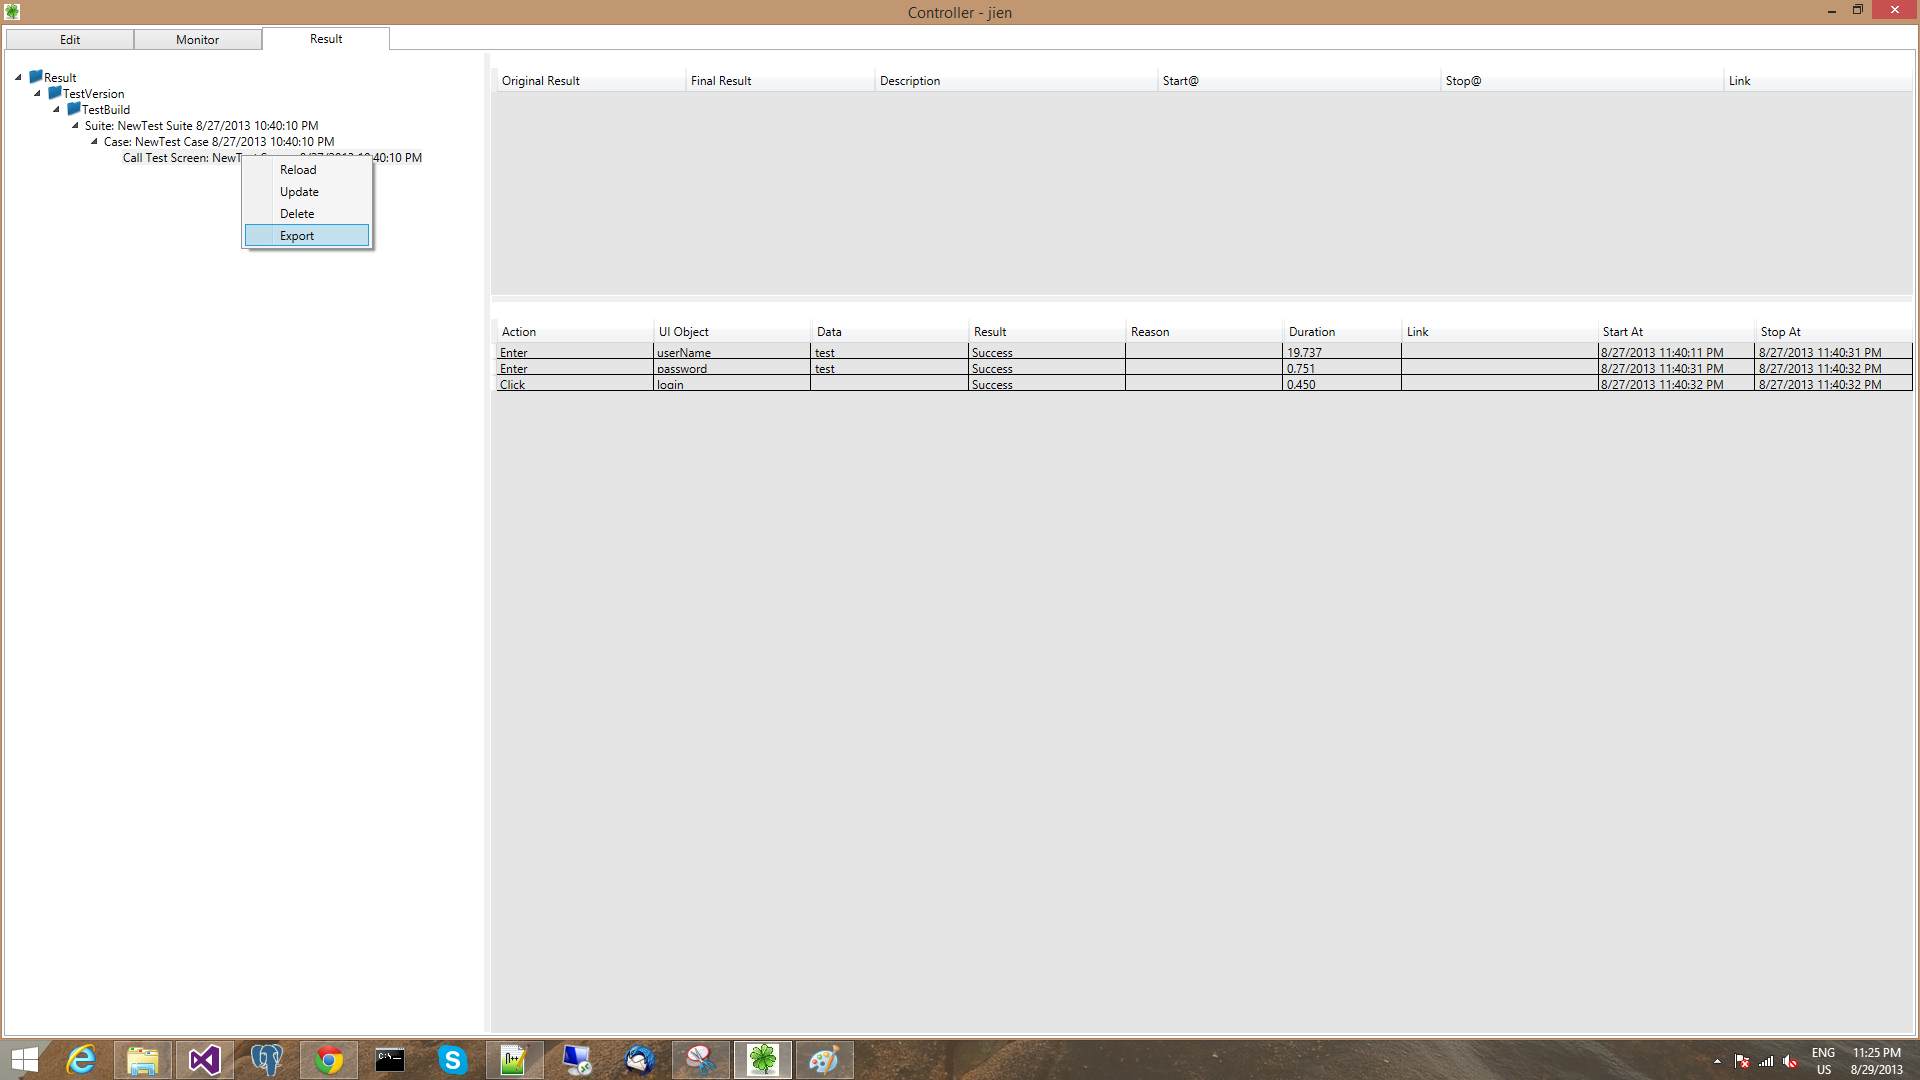 Controller - jien
Edit Monitor Result
Result
TestVersion
TestBuild
Suite: NewTest Suite 8/27/2013 10:40:10 PM
Case: NewTest Case 8/27/2013 10:40:10 PM
Call Test Screen: NewT 40:10 PM
Reload
Update
Delete
Export
Original Result Final Result Description Start@ Stop@ Link
Action UI Object Data Result Reason Duration Link Start At Stop At
Enter userName test Success 19.737 8/27/2013 11:40:11 PM 8/27/2013 11:40:31 PM
Enter password test Success 0.751 8/27/2013 11:40:31 PM 8/27/2013 11:40:32 PM
Click login Success 0.450 8/27/2013 11:40:32 PM 8/27/2013 11:40:32 PM
C:\
N++
ENG 11:25 PM
US 8/29/2013